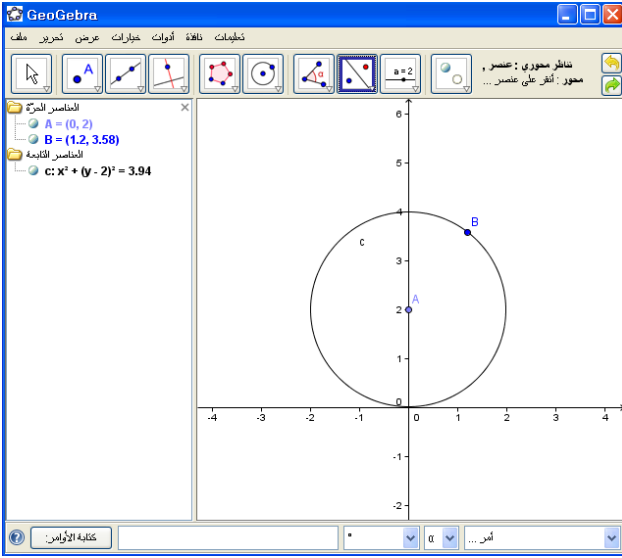 GeoGebra
ملف تحرير عرض خيارات أدوات نافذة تعليمات
A
α
a = 2
تناظر محوري : عنصر ,
محور : أنقر على عنصر ...
العناصر الحرّة
A = (0, 2)
B = (1.2, 3.58)
العناصر التابعة
c: x² + (y - 2)² = 3.94
6
5
4
B
c
3
A
2
1
0
-4 -3 -2 -1 0 1 2 3 4
-1
-2
كتابة الأوامر:
°
α
أمر ...